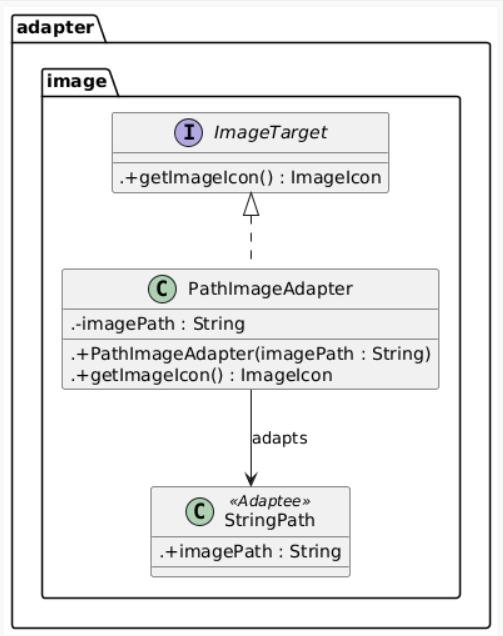 adapter
image
I ImageTarget
.+getImageIcon() : ImageIcon
C PathImageAdapter
.-imagePath : String
.+PathImageAdapter(imagePath : String)
.+getImageIcon() : ImageIcon
adapts
«Adaptee»
C StringPath
.+imagePath : String